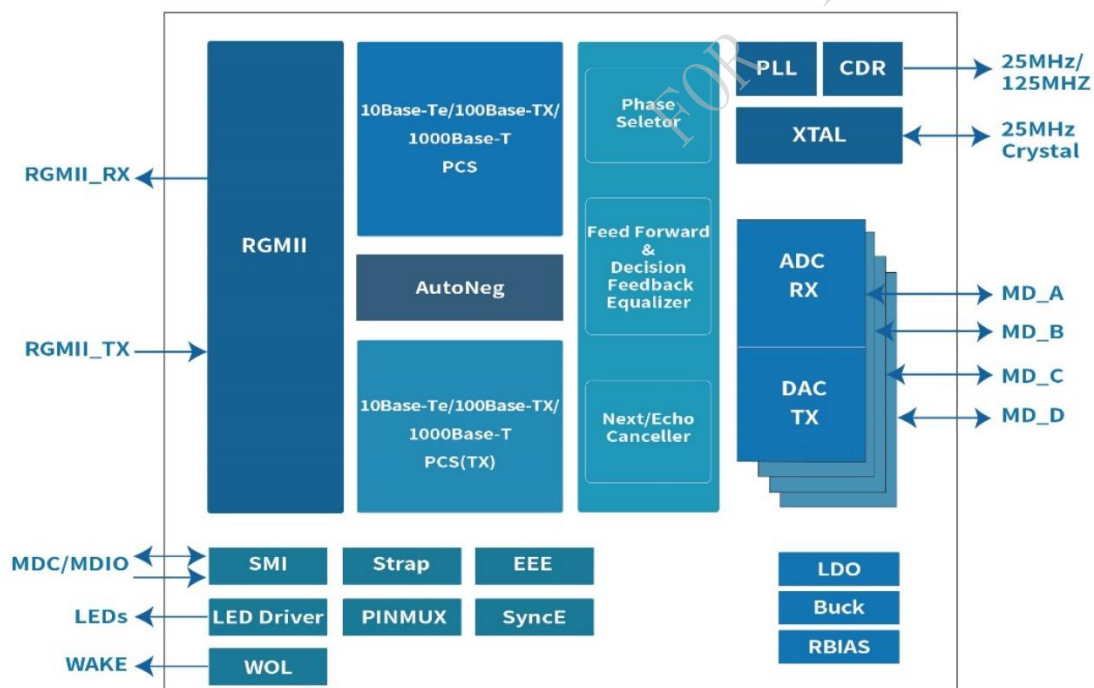 FOR
PLL
CDR
25MHz/
125MHZ
10Base-Te/100Base-TX/
1000Base-T
PCS
Phase
Seletor
XTAL
25MHz
Crystal
RGMII_RX
RGMII
Feed Forward
&
Decision
Feedback
Equalizer
ADC
RX
AutoNeg
MD_A
MD_B
RGMII_TX
MD_C
DAC
TX
MD_D
10Base-Te/100Base-TX/
1000Base-T
PCS(TX)
Next/Echo
Canceller
MDC/MDIO
SMI
Strap
EEE
LDO
LEDs
LED Driver
PINMUX
SyncE
Buck
WAKE
WOL
RBIAS